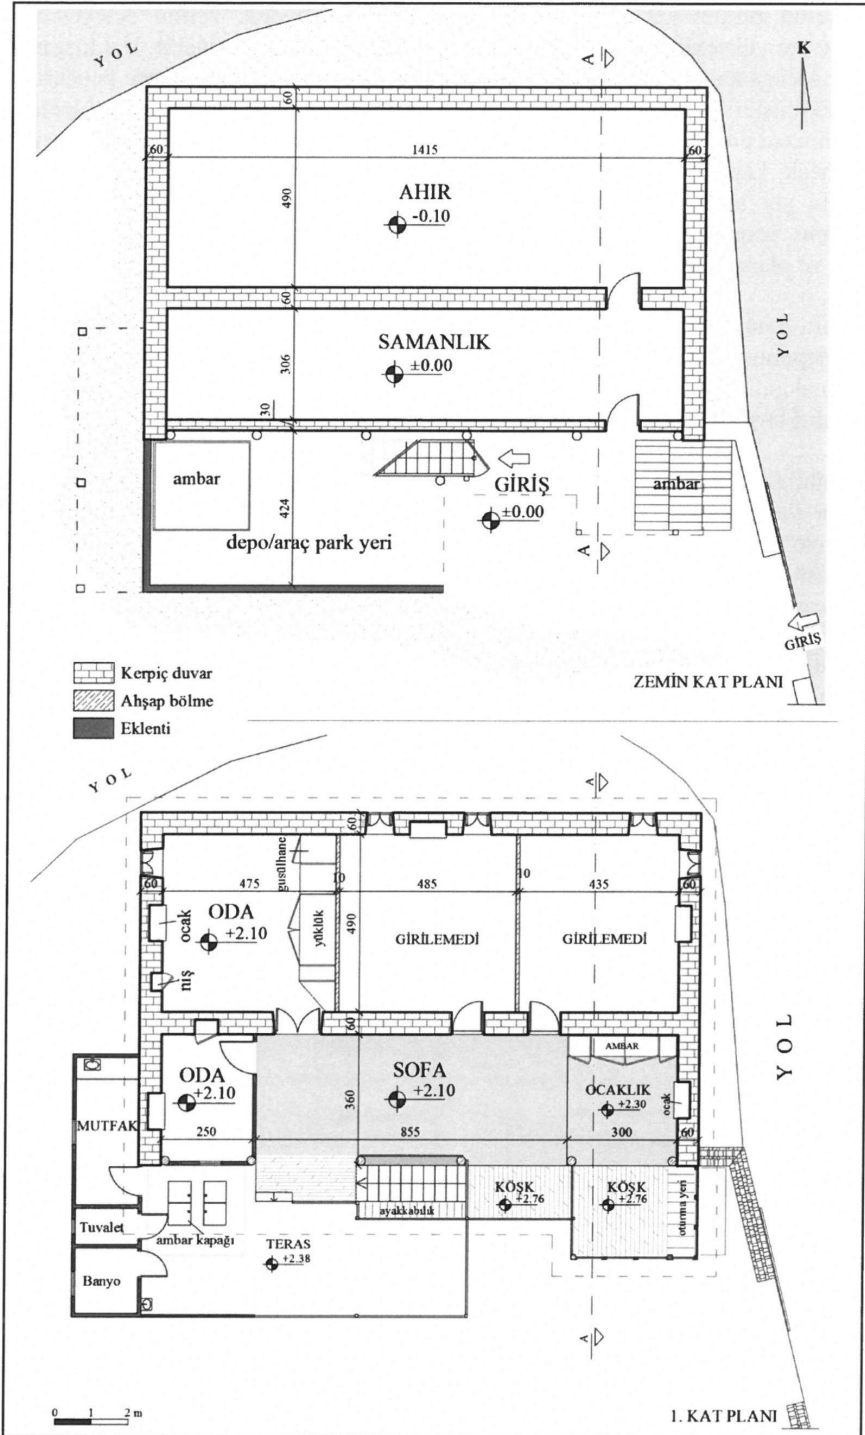 YOL
K
A
60
60
1415
60
AHIR
-0.10
490
60
SAMANLIK
±0.00
306
YOL
30
ambar
GİRİŞ
±0.00
ambar
424
depo/araç park yeri
A
GİRİŞ
Kerpiç duvar
Ahşap bölme
Eklenti
ZEMİN KAT PLANI
YOL
A
60
gusülhane
60
475
10
485
10
435
60
ocak
ODA
+2.10
yüklük
490
GİRİLEMEDİ
GİRİLEMEDİ
niş
60
YOL
AMBAR
ODA
+2.10
SOFA
+2.10
OCAKLIK
+2.30
ocak
MUTFAK
360
250
855
300
60
KÖŞK
+2.76
KÖŞK
+2.76
oturma yeri
ayakkabılık
Tuvalet
ambar kapağı
TERAS
+2.38
Banyo
A
0 1 2 m
1. KAT PLANI